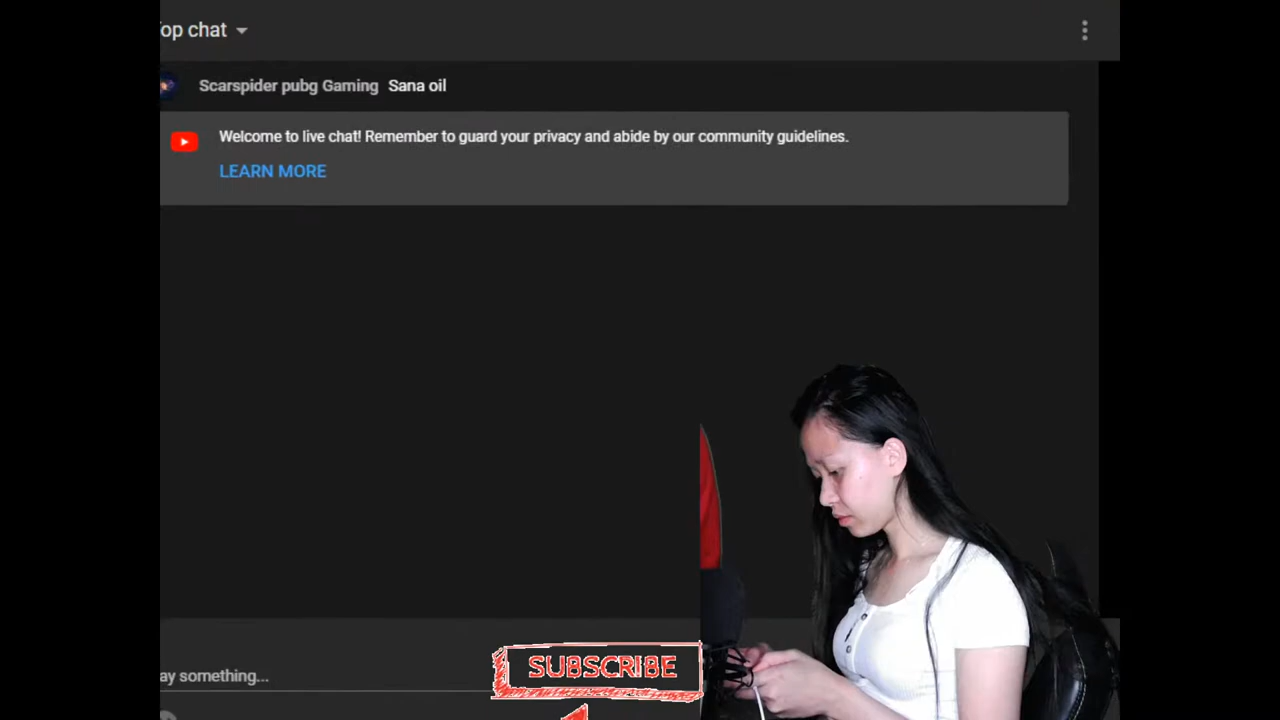 op chat
Scarspider pubg Gaming Sana oil
Welcome to live chat! Remember to guard your privacy and abide by our community guidelines.
LEARN MORE
ay something...
SUBSCRIBE